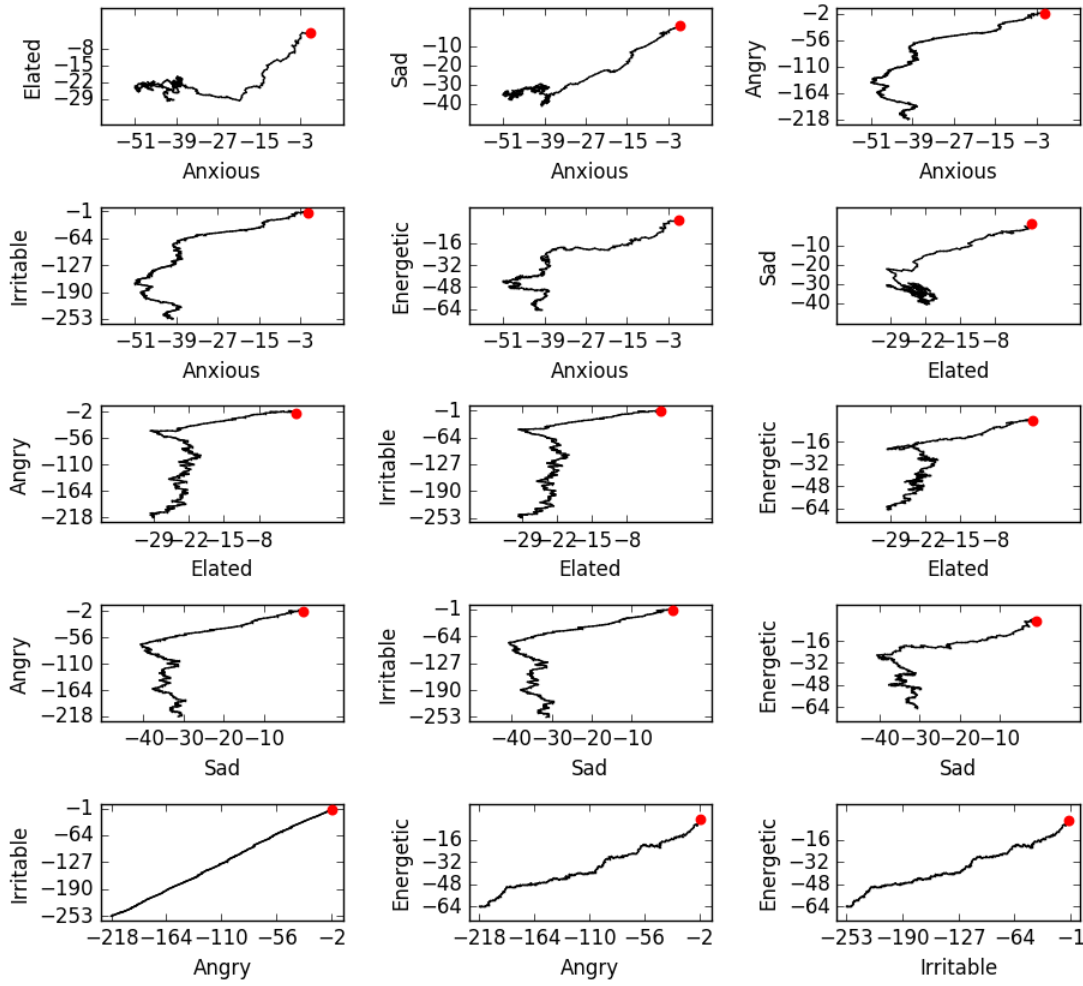 Elated
−8
−15
−22
−29
−51−39−27−15 −3
Anxious
Sad
−10
−20
−30
−40
−51−39−27−15 −3
Anxious
Angry
−2
−56
−110
−164
−218
−51−39−27−15 −3
Anxious
Irritable
−1
−64
−127
−190
−253
−51−39−27−15 −3
Anxious
Energetic
−16
−32
−48
−64
−51−39−27−15 −3
Anxious
Sad
−10
−20
−30
−40
−29−22−15 −8
Elated
Angry
−2
−56
−110
−164
−218
−29−22−15 −8
Elated
Irritable
−1
−64
−127
−190
−253
−29−22−15 −8
Elated
Energetic
−16
−32
−48
−64
−29−22−15 −8
Elated
Angry
−2
−56
−110
−164
−218
−40−30−20−10
Sad
Irritable
−1
−64
−127
−190
−253
−40−30−20−10
Sad
Energetic
−16
−32
−48
−64
−40−30−20−10
Sad
Irritable
−1
−64
−127
−190
−253
−218 −164 −110 −56 −2
Angry
Energetic
−16
−32
−48
−64
−218 −164 −110 −56 −2
Angry
Energetic
−16
−32
−48
−64
−253 −190 −127 −64 −1
Irritable